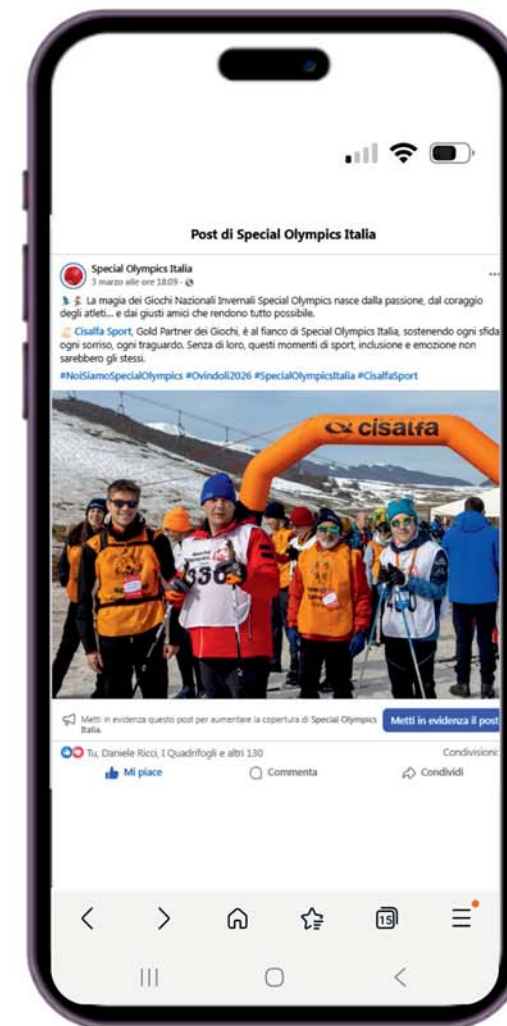 Post di Special Olympics Italia
Special Olympics Italia
3 marzo alle ore 18:09 ·
La magia dei Giochi Nazionali Invernali Special Olympics nasce dalla passione, dal coraggio
degli atleti... e dai giusti amici che rendono tutto possibile.
Cisalfa Sport, Gold Partner dei Giochi, è al fianco di Special Olympics Italia, sostenendo ogni sfida
ogni sorriso, ogni traguardo. Senza di loro, questi momenti di sport, inclusione e emozione non
sarebbero gli stessi.
#NoiSiamoSpecialOlympics #Ovindoli2026 #SpecialOlympicsItalia #CisalfaSport
cisalfa
Special
Olympics
336
Metti in evidenza questo post per aumentare la copertura di Special Olympics
Italia.
Metti in evidenza il post
Tu, Daniele Ricci, I Quadrifogli e altri 130
Condivisioni:
Mi piace
Commenta
Condividi
15